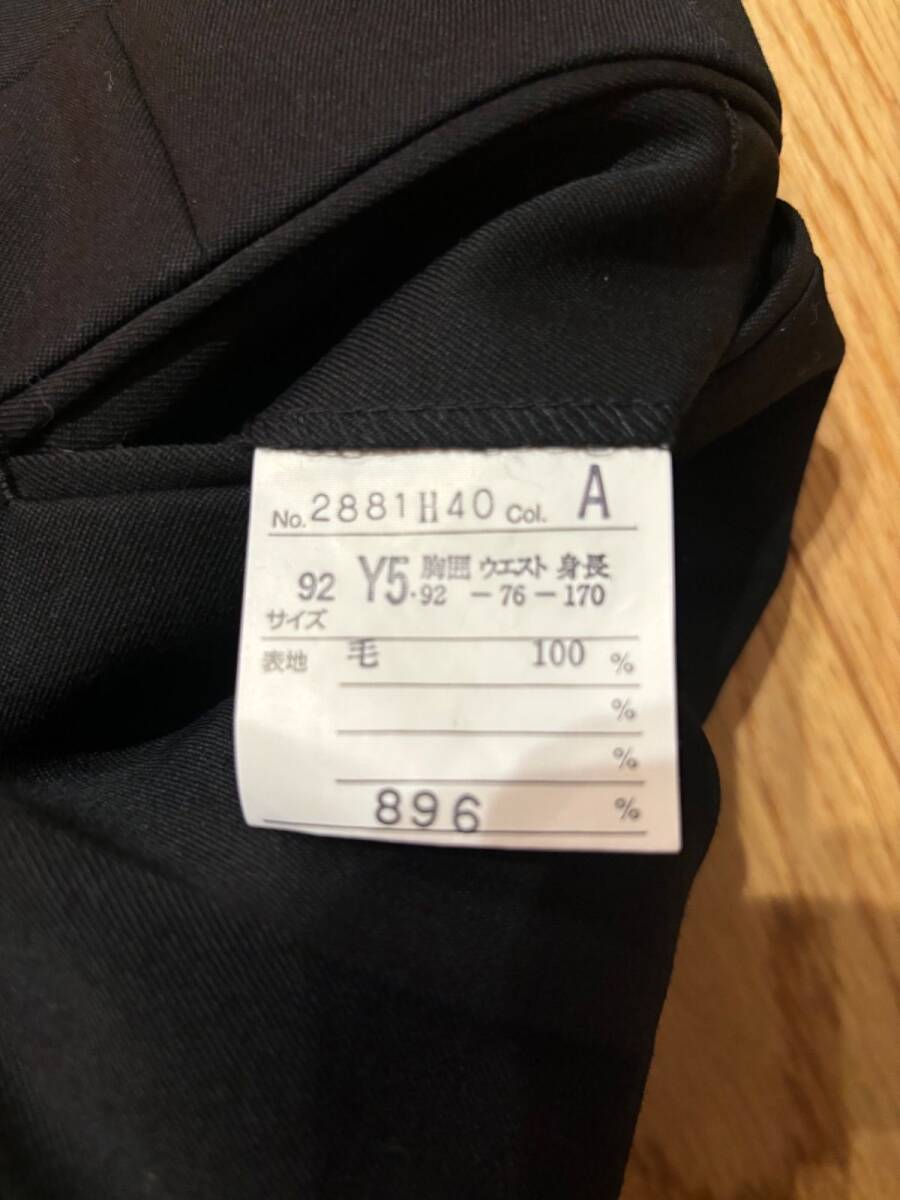 No. 2881H40 Col. A
92 Y5・胸囲 ウエスト 身長
サイズ 92 －76－170
表地 毛 100 %
%
%
896 %